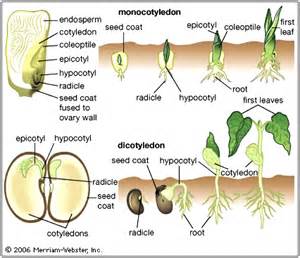 endosperm
cotyledon
coleoptile
epicotyl
hypocotyl
radicle
seed coat
fused to
ovary wall
monocotyledon
seed coat
epicotyl
coleoptile
first
leaf
radicle
hypocotyl
root
first leaves
epicotyl
hypocotyl
radicle
seed
coat
cotyledons
dicotyledon
seed coat
hypocotyl
cotyledon
radicle
root
© 2006 Merriam-Webster, Inc.